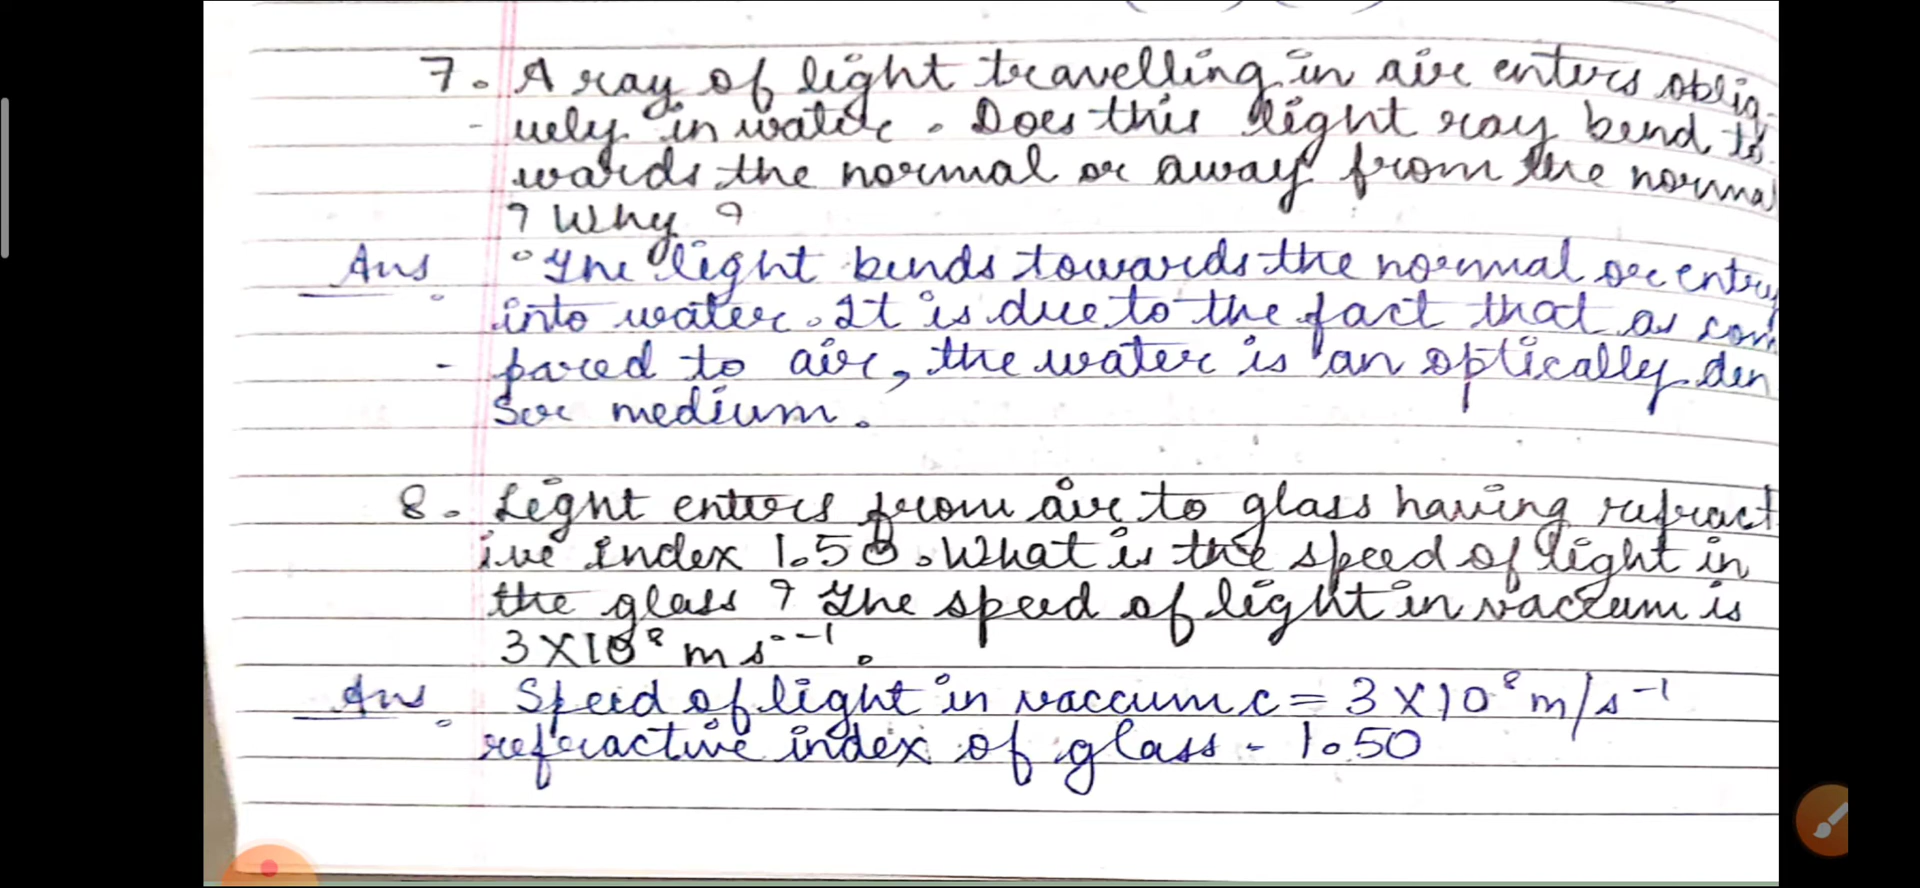 7. A ray of light travelling in air enters obliq-
uely in water. Does this light ray bend to
wards the normal or away from the normal
? Why ?
Ans. The light bends towards the normal on entry
into water. It is due to the fact that as com
- pared to air, the water is an optically den
ser medium.
8. Light enters from air to glass having refract
ive index 1.50. What is the speed of light in
the glass ? The speed of light in vaccum is
3X10⁸ m s⁻¹.
Ans. Speed of light in vaccum c = 3 X 10⁸ m/s⁻¹
refractive index of glass - 1.50